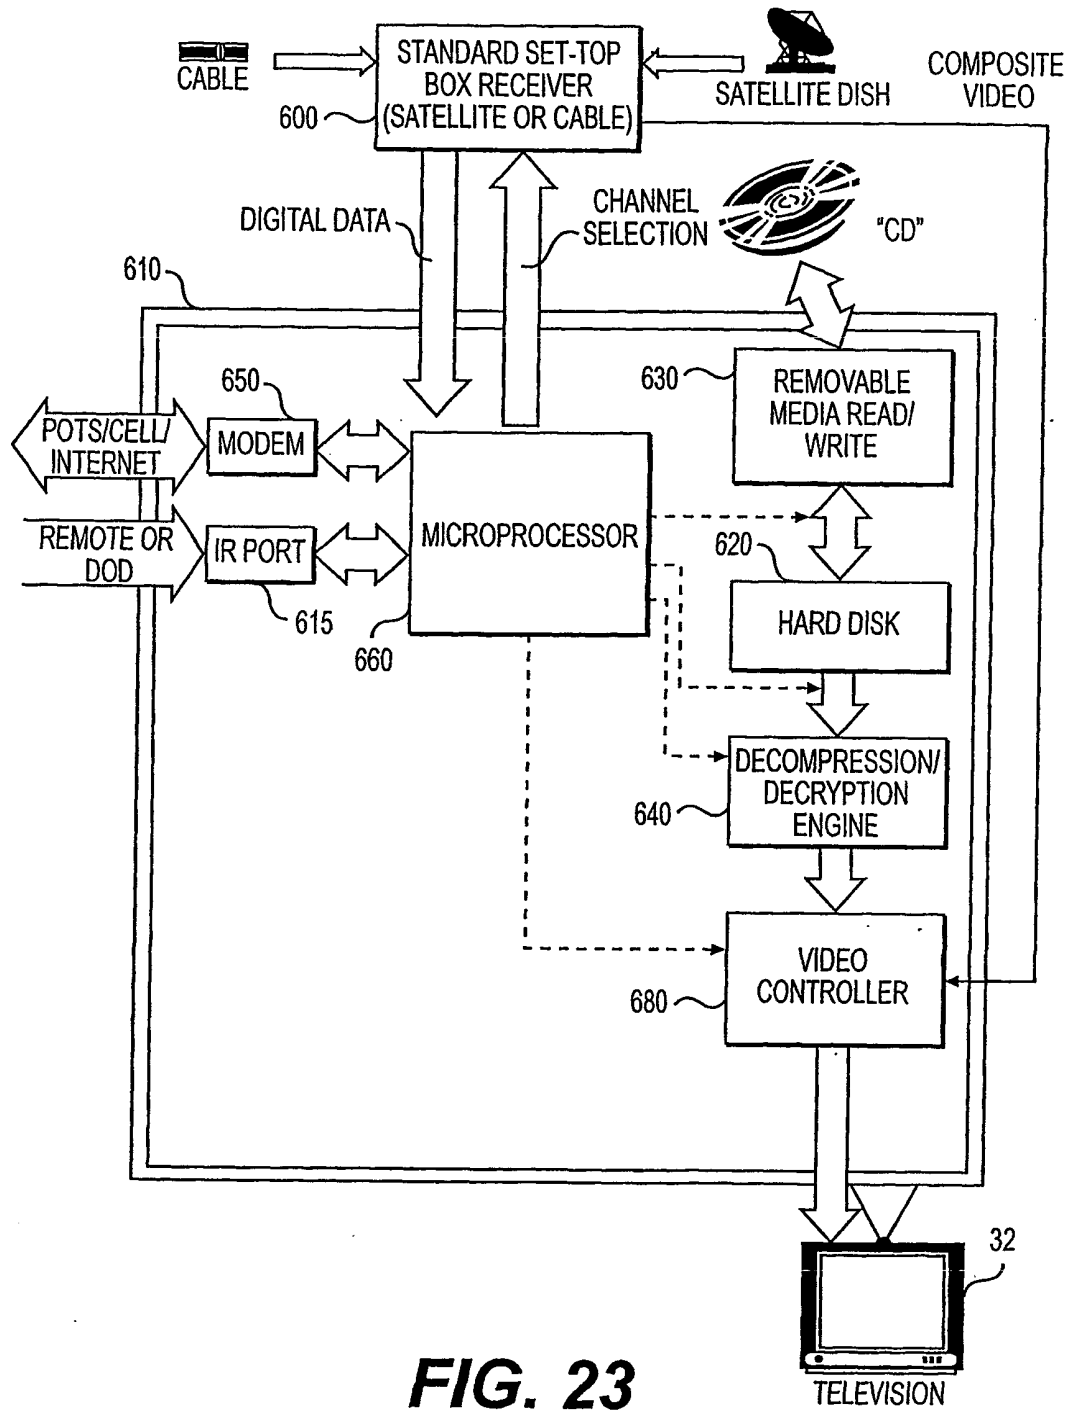 CABLE
STANDARD SET-TOP
BOX RECEIVER
(SATELLITE OR CABLE)
600
SATELLITE DISH
COMPOSITE
VIDEO
DIGITAL DATA
CHANNEL
SELECTION
"CD"
610
650
630
REMOVABLE
MEDIA READ/
WRITE
POTS/CELL/
INTERNET
MODEM
MICROPROCESSOR
REMOTE OR
DOD
IR PORT
615
660
620
HARD DISK
DECOMPRESSION/
DECRYPTION
ENGINE
640
VIDEO
CONTROLLER
680
32
TELEVISION
FIG. 23